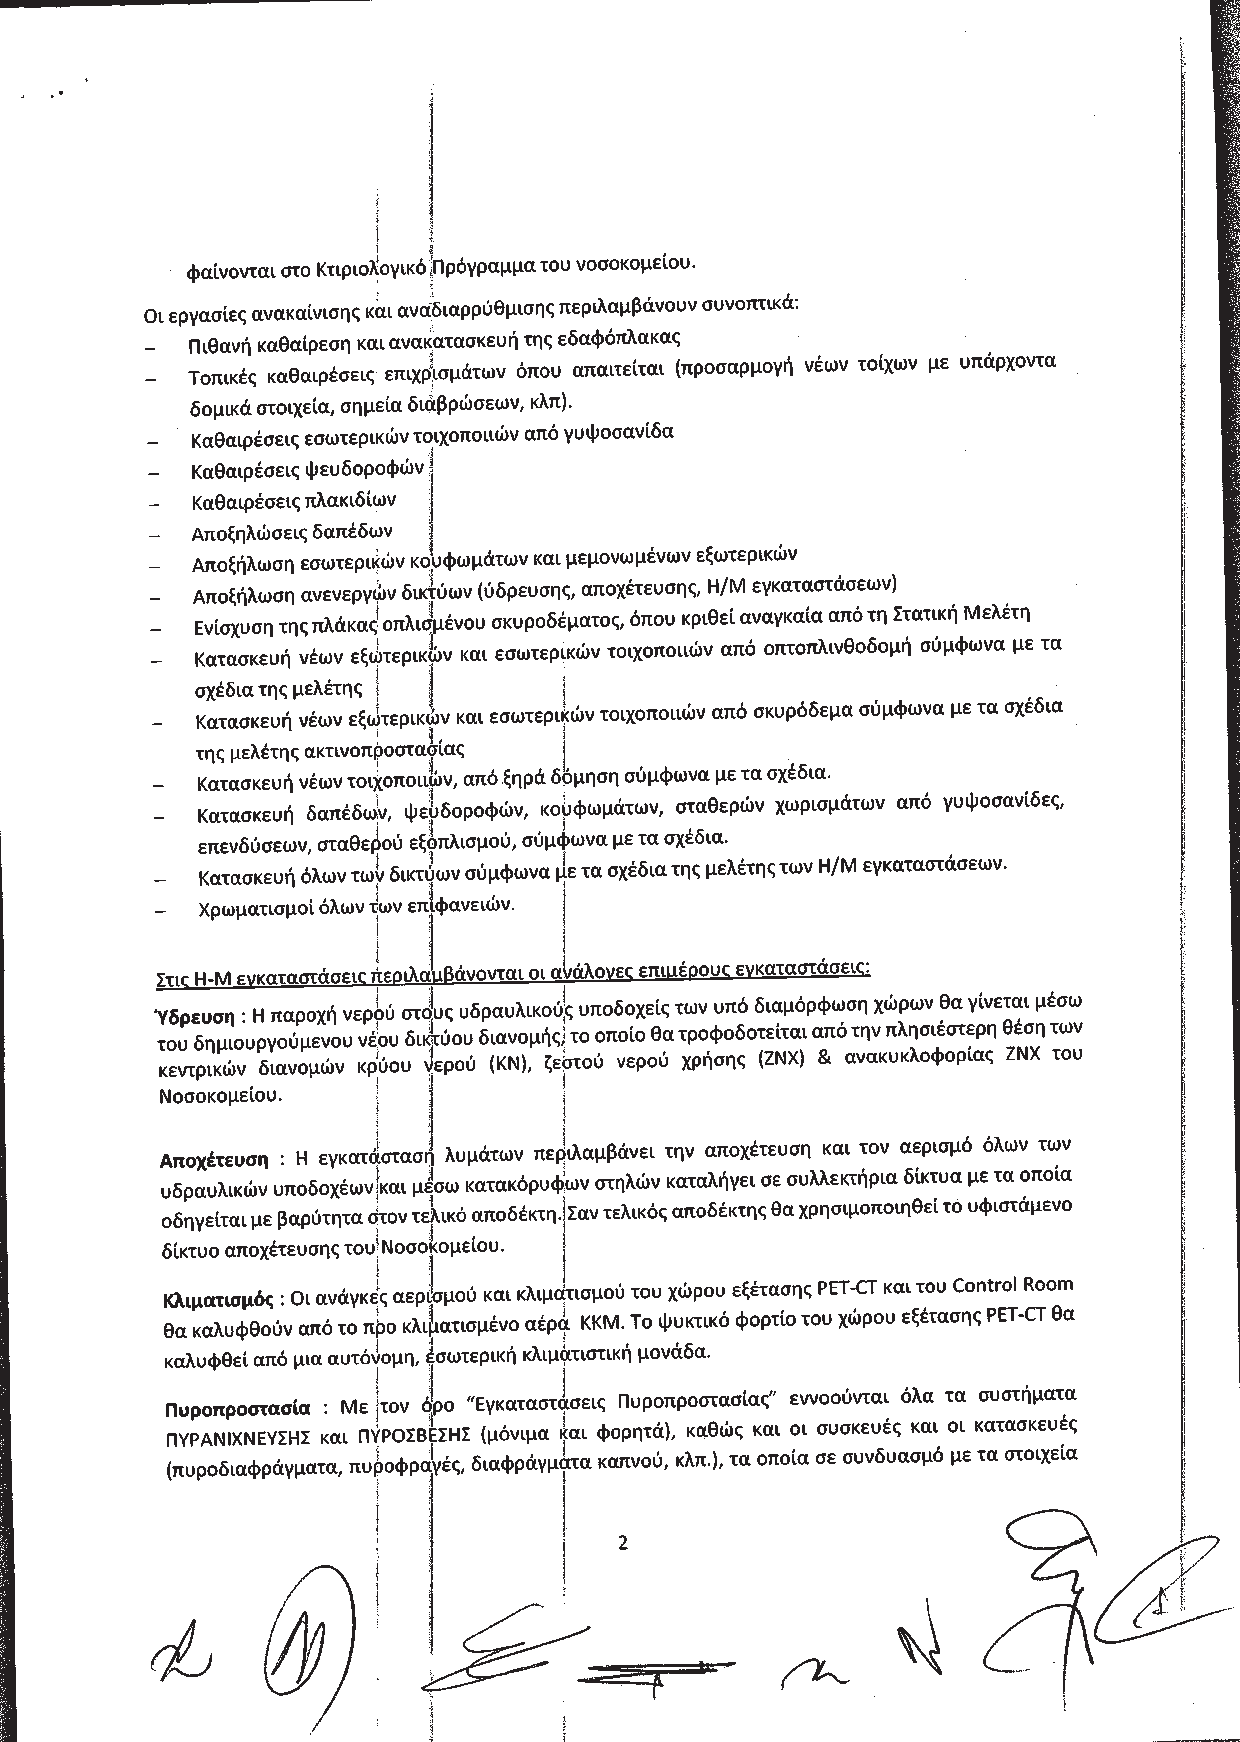 φαίνονται στο Κτιριολογικό Πρόγραμμα του νοσοκομείου.
Οι εργασίες ανακαίνισης και αναδιαρρύθμισης περιλαμβάνουν συνοπτικά:
– Πιθανή καθαίρεση και ανακατασκευή της εδαφόπλακας
– Τοπικές καθαιρέσεις επιχρισμάτων όπου απαιτείται (προσαρμογή νέων τοίχων με υπάρχοντα
δομικά στοιχεία, σημεία διαβρώσεων, κλπ).
– Καθαιρέσεις εσωτερικών τοιχοποιιών από γυψοσανίδα
– Καθαιρέσεις ψευδοροφών
– Καθαιρέσεις πλακιδίων
– Αποξηλώσεις δαπέδων
– Αποξήλωση εσωτερικών κουφωμάτων και μεμονωμένων εξωτερικών
– Αποξήλωση ανενεργών δικτύων (ύδρευσης, αποχέτευσης, Η/Μ εγκαταστάσεων)
– Ενίσχυση της πλάκας οπλισμένου σκυροδέματος, όπου κριθεί αναγκαία από τη Στατική Μελέτη
– Κατασκευή νέων εξωτερικών και εσωτερικών τοιχοποιιών από οπτοπλινθοδομή σύμφωνα με τα
σχέδια της μελέτης
– Κατασκευή νέων εξωτερικών και εσωτερικών τοιχοποιιών από σκυρόδεμα σύμφωνα με τα σχέδια
της μελέτης ακτινοπροστασίας
– Κατασκευή νέων τοιχοποιιών, από ξηρά δόμηση σύμφωνα με τα σχέδια.
– Κατασκευή δαπέδων, ψευδοροφών, κουφωμάτων, σταθερών χωρισμάτων από γυψοσανίδες,
επενδύσεων, σταθερού εξοπλισμού, σύμφωνα με τα σχέδια.
– Κατασκευή όλων των δικτύων σύμφωνα με τα σχέδια της μελέτης των Η/Μ εγκαταστάσεων.
– Χρωματισμοί όλων των επιφανειών.
Στις Η-Μ εγκαταστάσεις περιλαμβάνονται οι ανάλογες επιμέρους εγκαταστάσεις:
Ύδρευση : Η παροχή νερού στους υδραυλικούς υποδοχείς των υπό διαμόρφωση χώρων θα γίνεται μέσω
του δημιουργούμενου νέου δικτύου διανομής, το οποίο θα τροφοδοτείται από την πλησιέστερη θέση των
κεντρικών διανομών κρύου νερού (ΚΝ), ζεστού νερού χρήσης (ΖΝΧ) & ανακυκλοφορίας ΖΝΧ του
Νοσοκομείου.
Αποχέτευση : Η εγκατάσταση λυμάτων περιλαμβάνει την αποχέτευση και τον αερισμό όλων των
υδραυλικών υποδοχέων και μέσω κατακόρυφων στηλών καταλήγει σε συλλεκτήρια δίκτυα με τα οποία
οδηγείται με βαρύτητα στον τελικό αποδέκτη. Σαν τελικός αποδέκτης θα χρησιμοποιηθεί το υφιστάμενο
δίκτυο αποχέτευσης του Νοσοκομείου.
Κλιματισμός : Οι ανάγκες αερισμού και κλιματισμού του χώρου εξέτασης PET-CT και του Control Room
θα καλυφθούν από το προ κλιματισμένο αέρα ΚΚΜ. Το ψυκτικό φορτίο του χώρου εξέτασης PET-CT θα
καλυφθεί από μια αυτόνομη, εσωτερική κλιματιστική μονάδα.
Πυροπροστασία : Με τον όρο “Εγκαταστάσεις Πυροπροστασίας” εννοούνται όλα τα συστήματα
ΠΥΡΑΝΙΧΝΕΥΣΗΣ και ΠΥΡΟΣΒΕΣΗΣ (μόνιμα και φορητά), καθώς και οι συσκευές και οι κατασκευές
(πυροδιαφράγματα, πυροφραγές, διαφράγματα καπνού, κλπ.), τα οποία σε συνδυασμό με τα στοιχεία
2